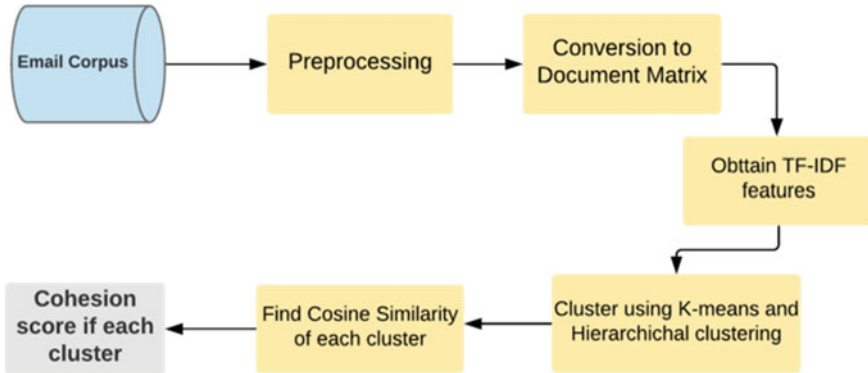 Email Corpus
Preprocessing
Conversion to
Document Matrix
Obttain TF-IDF
features
Cluster using K-means and
Hierarchichal clustering
Find Cosine Similarity
of each cluster
Cohesion
score if each
cluster